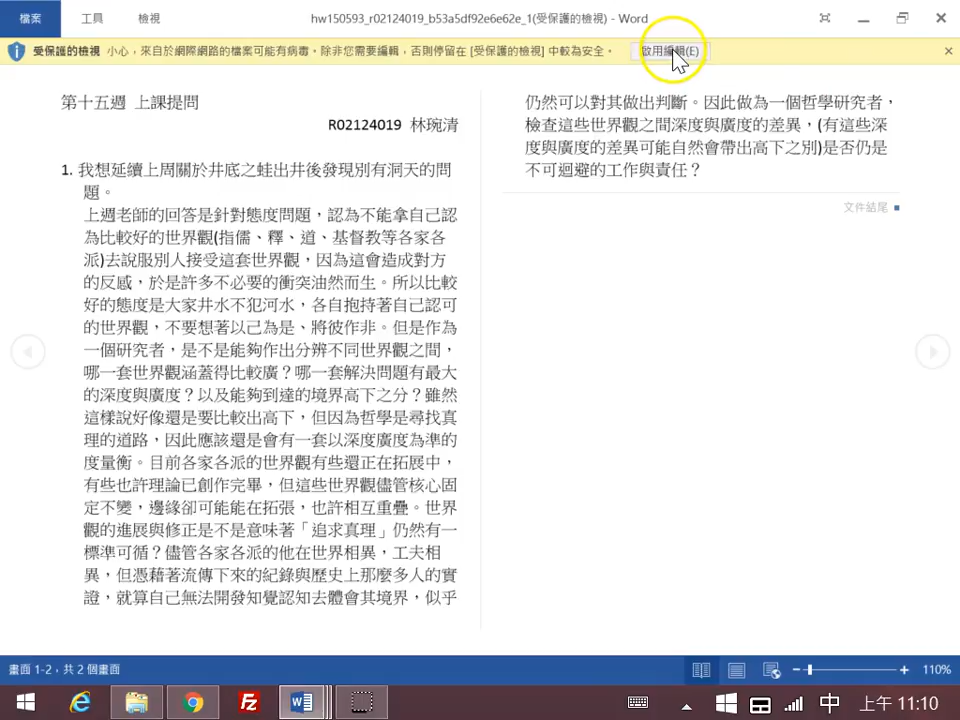 檔案 工具 檢視 hw150593_r02124019_b53a5df92e6e62e_1(受保護的檢視) - Word
受保護的檢視 小心，來自於網際網路的檔案可能有病毒。除非您需要編輯，否則停留在 [受保護的檢視] 中較為安全。 啟用編輯(E)
第十五週 上課提問
R02124019 林琬清
1. 我想延續上周關於井底之蛙出井後發現別有洞天的問
題。
上週老師的回答是針對態度問題，認為不能拿自己認
為比較好的世界觀(指儒、釋、道、基督教等各家各
派)去說服別人接受這套世界觀，因為這會造成對方
的反感，於是許多不必要的衝突油然而生。所以比較
好的態度是大家井水不犯河水，各自抱持著自己認可
的世界觀，不要想著以己為是、將彼作非。但是作為
一個研究者，是不是能夠作出分辨不同世界觀之間，
哪一套世界觀涵蓋得比較廣？哪一套解決問題有最大
的深度與廣度？以及能夠到達的境界高下之分？雖然
這樣說好像還是要比較出高下，但因為哲學是尋找真
理的道路，因此應該還是會有一套以深度廣度為準的
度量衡。目前各家各派的世界觀有些還正在拓展中，
有些也許理論已創作完畢，但這些世界觀儘管核心固
定不變，邊緣卻可能能在拓張，也許相互重疊。世界
觀的進展與修正是不是意味著「追求真理」仍然有一
標準可循？儘管各家各派的他在世界相異，工夫相
異，但憑藉著流傳下來的紀錄與歷史上那麼多人的實
證，就算自己無法開發知覺認知去體會其境界，似乎
仍然可以對其做出判斷。因此做為一個哲學研究者，
檢查這些世界觀之間深度與廣度的差異，(有這些深
度與廣度的差異可能自然會帶出高下之別)是否仍是
不可迴避的工作與責任？
文件結尾
畫面 1-2，共 2 個畫面 110%
中 上午 11:10